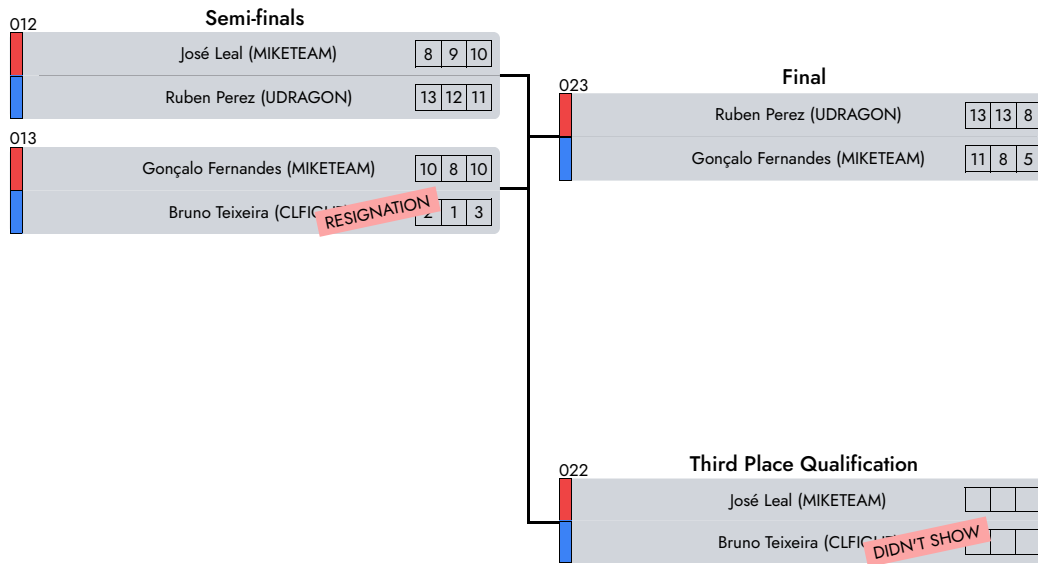 Semi-finals
012
José Leal (MIKETEAM) 8 9 10
Ruben Perez (UDRAGON) 13 12 11
013
Gonçalo Fernandes (MIKETEAM) 10 8 10
Bruno Teixeira 1 3
RESIGNATION
Final
023
Ruben Perez (UDRAGON) 13 13 8
Gonçalo Fernandes (MIKETEAM) 11 8 5
Third Place Qualification
022
José Leal (MIKETEAM)
Bruno Teixeira
DIDN'T SHOW